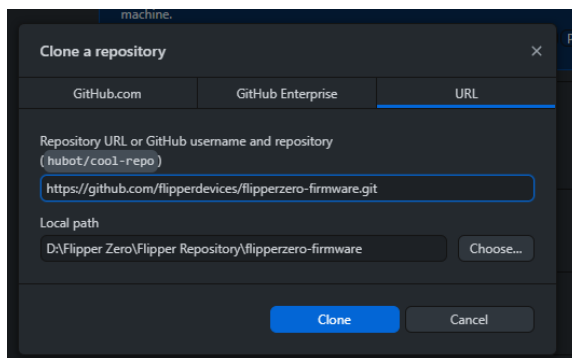 machine.
Clone a repository
GitHub.com
GitHub Enterprise
URL
Repository URL or GitHub username and repository
(hubot/cool-repo)
https://github.com/flipperdevices/flipperzero-firmware.git
Local path
D:\Flipper Zero\Flipper Repository\flipperzero-firmware
Choose...
Clone
Cancel